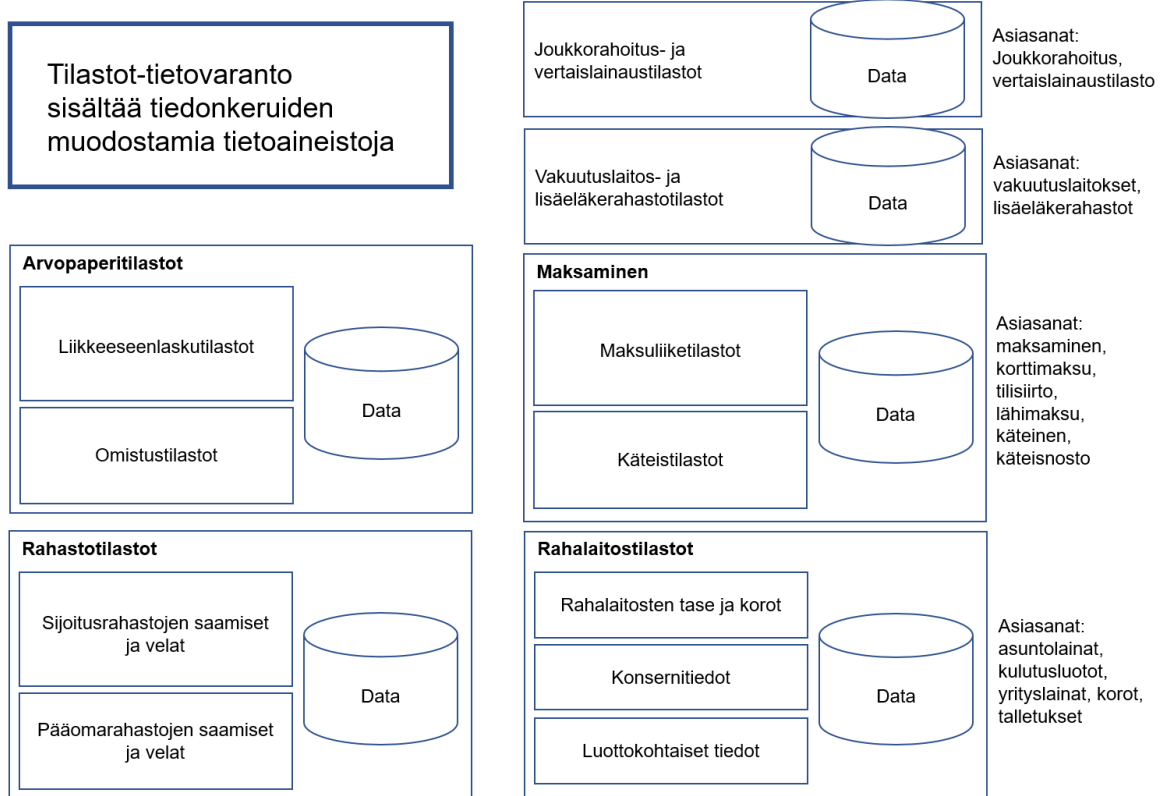 Tilastot-tietovaranto
sisältää tiedonkeruiden
muodostamia tietoaineistoja
Joukkorahoitus- ja
vertaislainaustilastot
Data
Asiasanat:
Joukkorahoitus,
vertaislainaustilasto
Vakuutuslaitos- ja
lisäeläkerahastotilastot
Data
Asiasanat:
vakuutuslaitokset,
lisäeläkerahastot
Arvopaperitilastot
Liikkeeseenlaskutilastot
Omistustilastot
Data
Maksaminen
Maksuliiketilastot
Käteistilastot
Data
Asiasanat:
maksaminen,
korttimaksu,
tilisiirto,
lähimaksu,
käteinen,
käteisnosto
Rahastotilastot
Sijoitusrahastojen saamiset
ja velat
Pääomarahastojen saamiset
ja velat
Data
Rahalaitostilastot
Rahalaitosten tase ja korot
Konsernitiedot
Luottokohtaiset tiedot
Data
Asiasanat:
asuntolainat,
kulutusluotot,
yrityslainat, korot,
talletukset